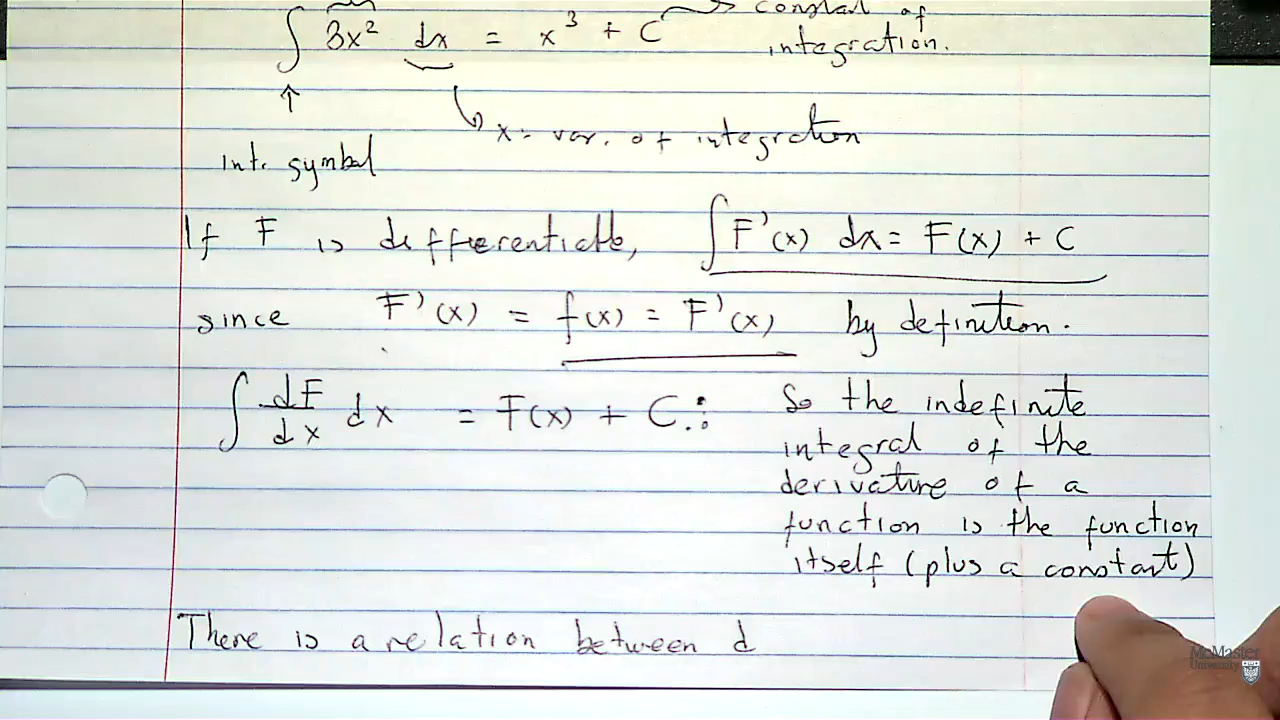 ∫ 3x² dx = x³ + C → constant of
integration.
↑
x = var. of integration
Int. symbol
If F is differentiable, ∫ F'(x) dx = F(x) + C
since F'(x) = f(x) = F'(x) by definition.
∫ dF/dx dx = F(x) + C. :
So the indefinite
integral of the
derivative of a
function is the function
itself (plus a constant)
There is a relation between d
McMaster
University